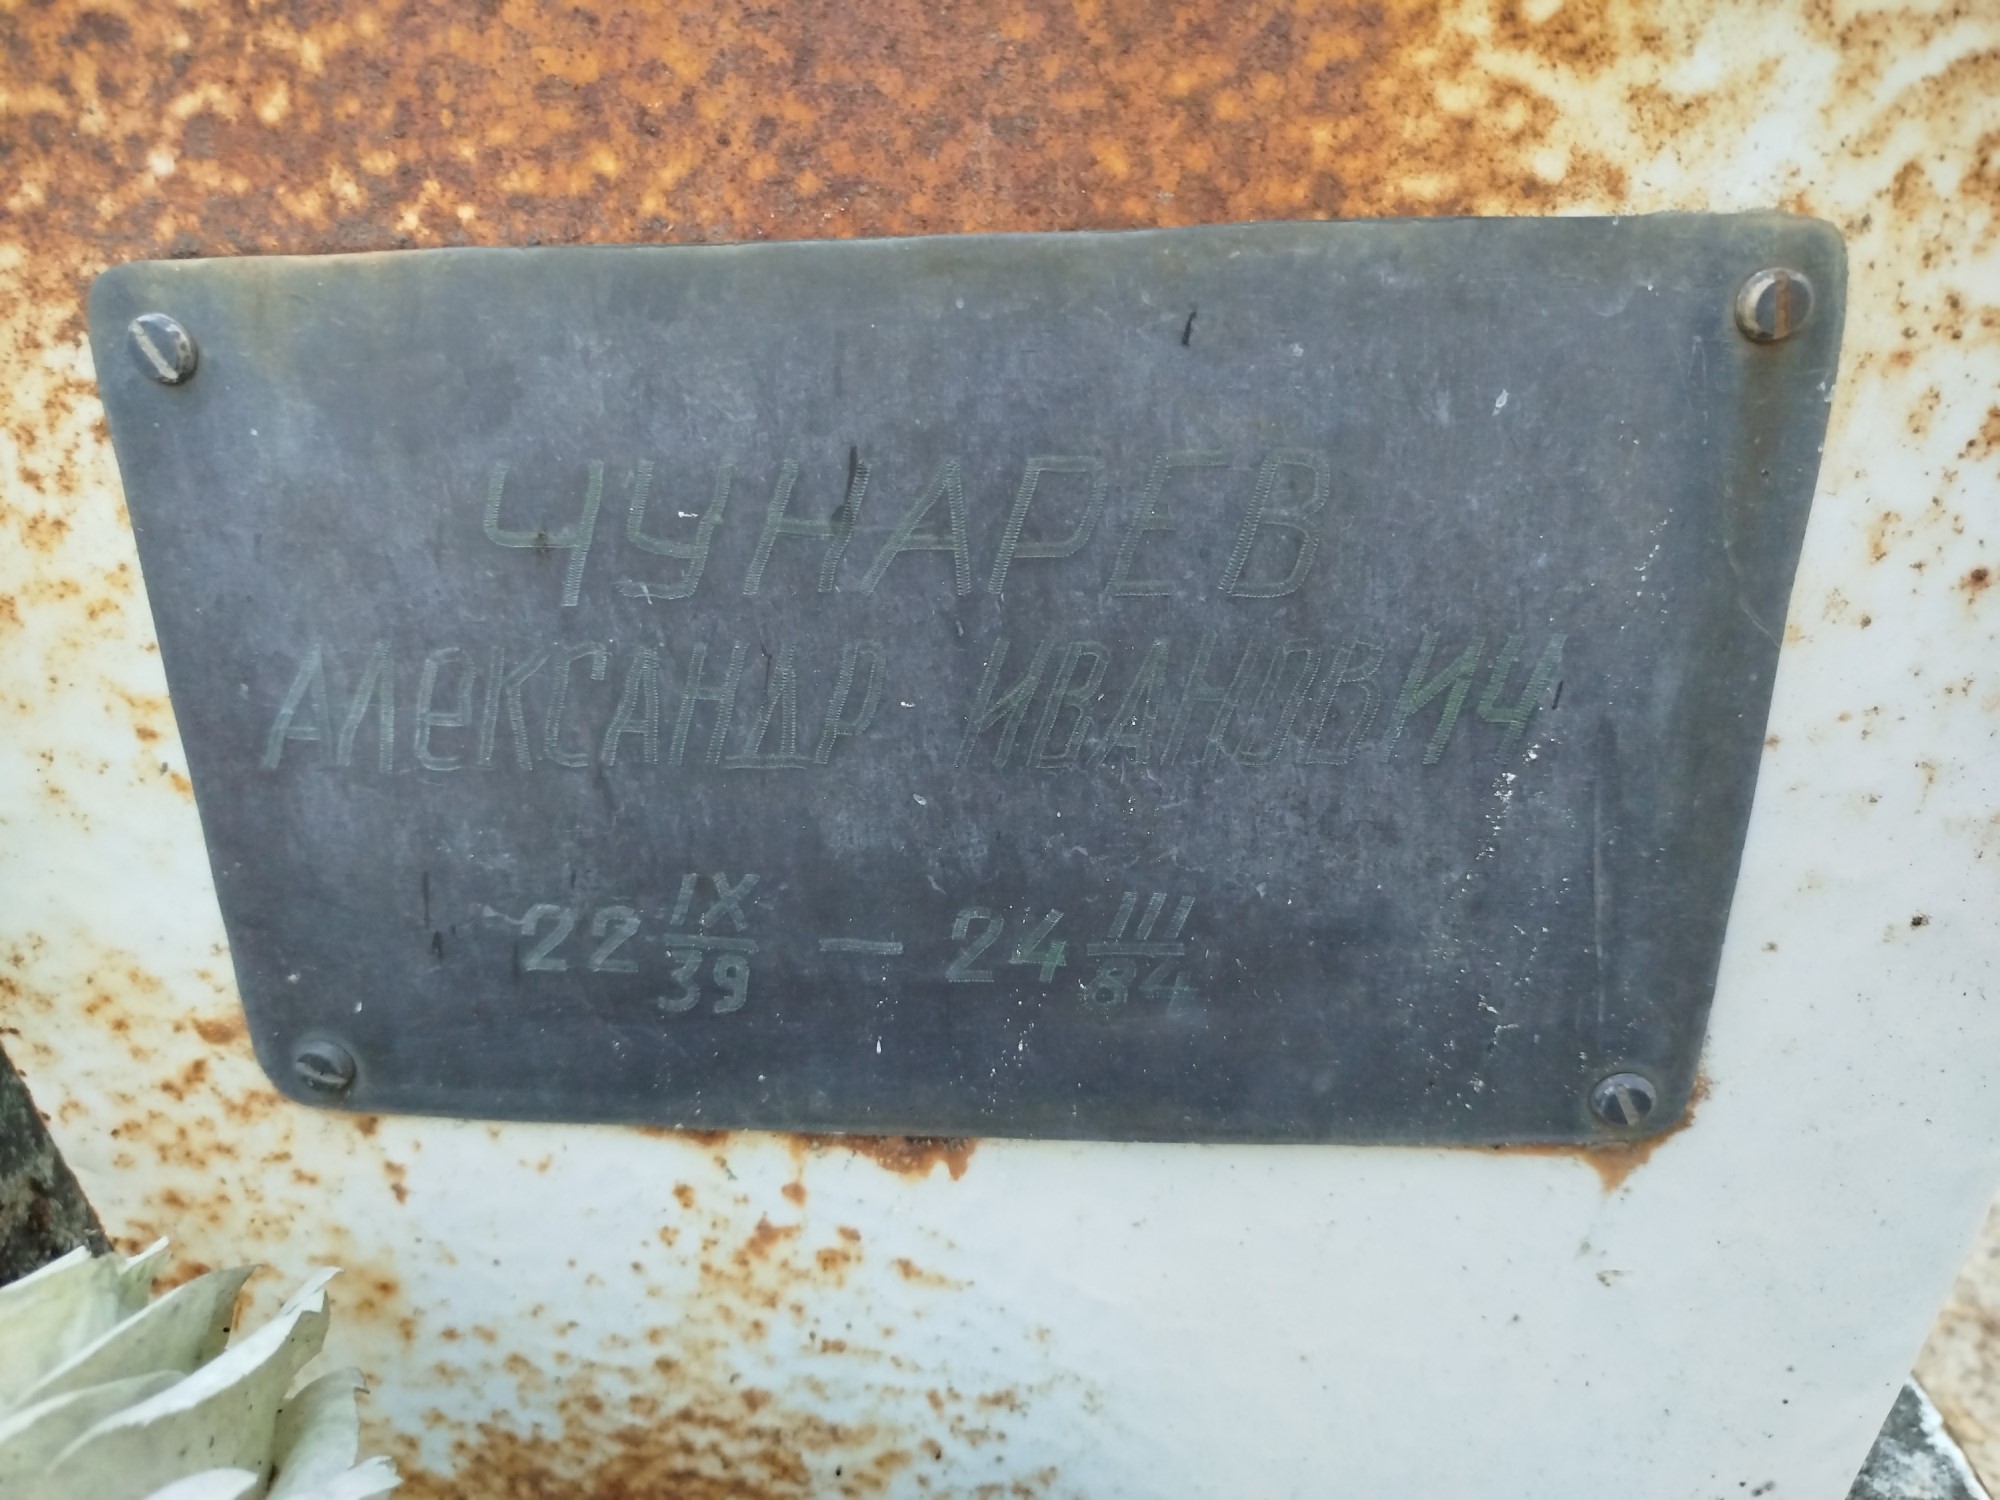 ЧУНАРЕВ
АЛЕКСАНДР ИВАНОВИЧ
22 IX/39 — 24 III/84